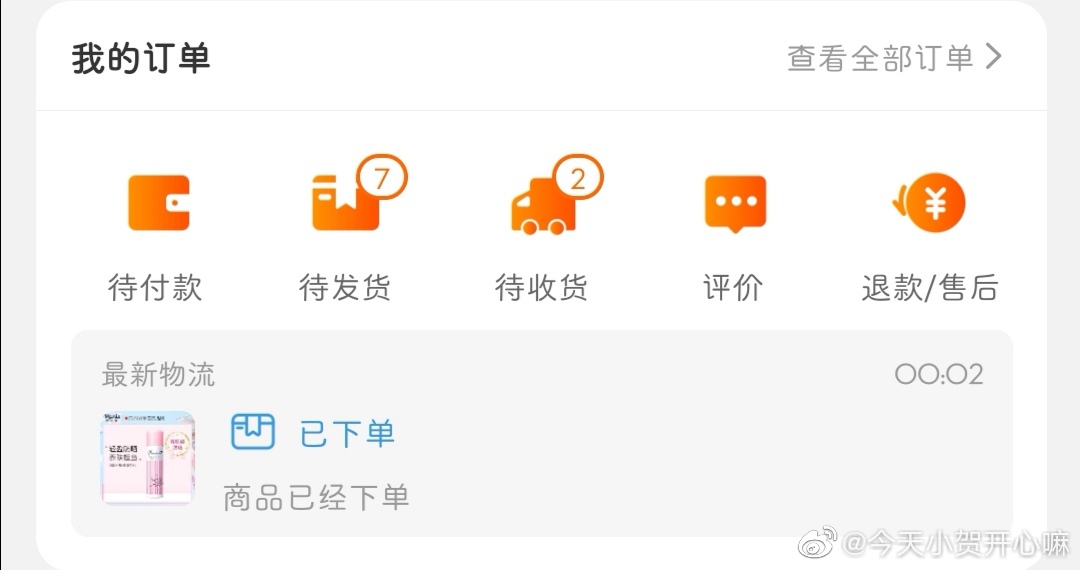 我的订单
查看全部订单
7
2
待付款
待发货
待收货
评价
退款/售后
最新物流
00:02
已下单
商品已经下单
@今天小贺开心嘛